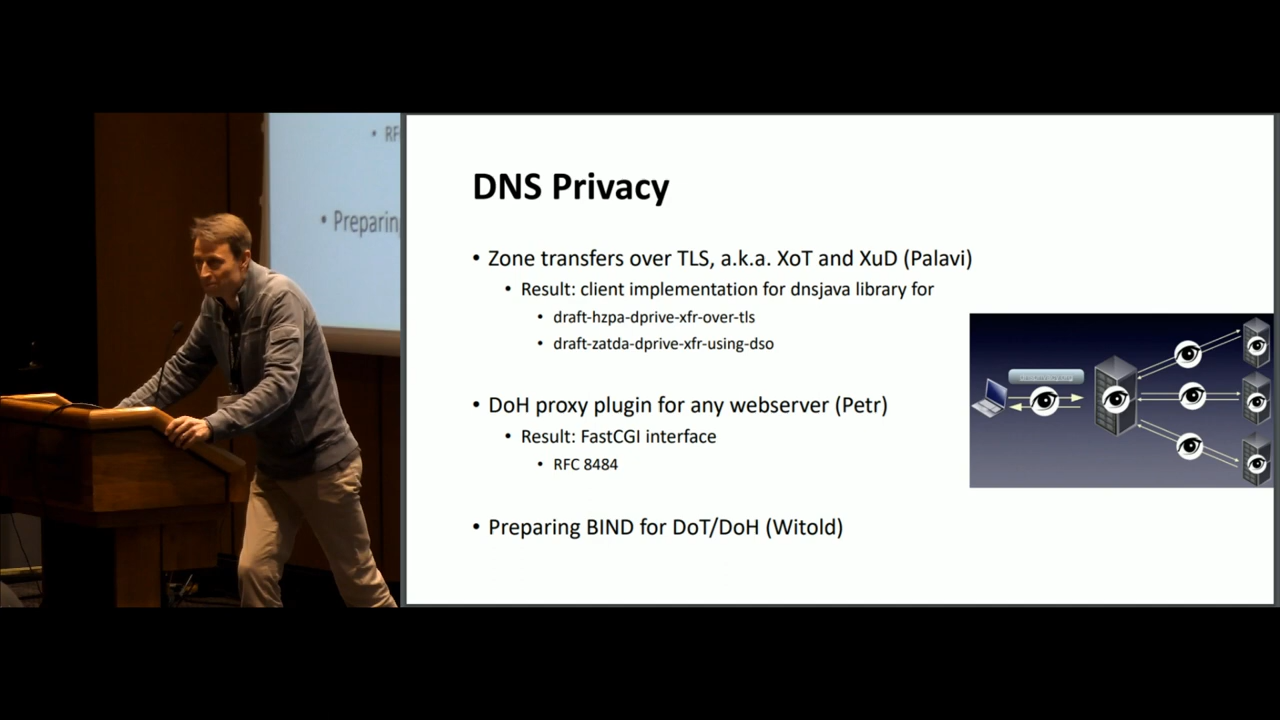 • RF
• Preparin
DNS Privacy
• Zone transfers over TLS, a.k.a. XoT and XuD (Palavi)
• Result: client implementation for dnsjava library for
• draft-hzpa-dprive-xfr-over-tls
• draft-zatda-dprive-xfr-using-dso
• DoH proxy plugin for any webserver (Petr)
• Result: FastCGI interface
• RFC 8484
• Preparing BIND for DoT/DoH (Witold)